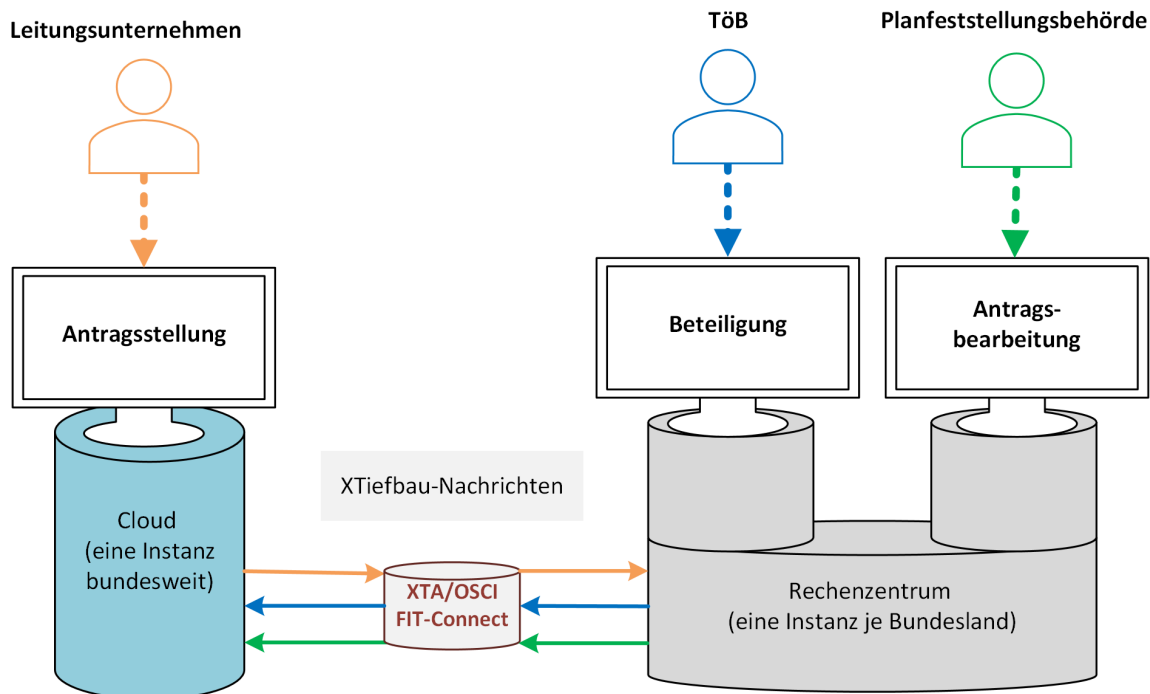 Leitungsunternehmen
TöB
Planfeststellungsbehörde
Antragsstellung
Beteiligung
Antrags-
bearbeitung
XTiefbau-Nachrichten
Cloud
(eine Instanz
bundesweit)
XTA/OSCI
FIT-Connect
Rechenzentrum
(eine Instanz je Bundesland)